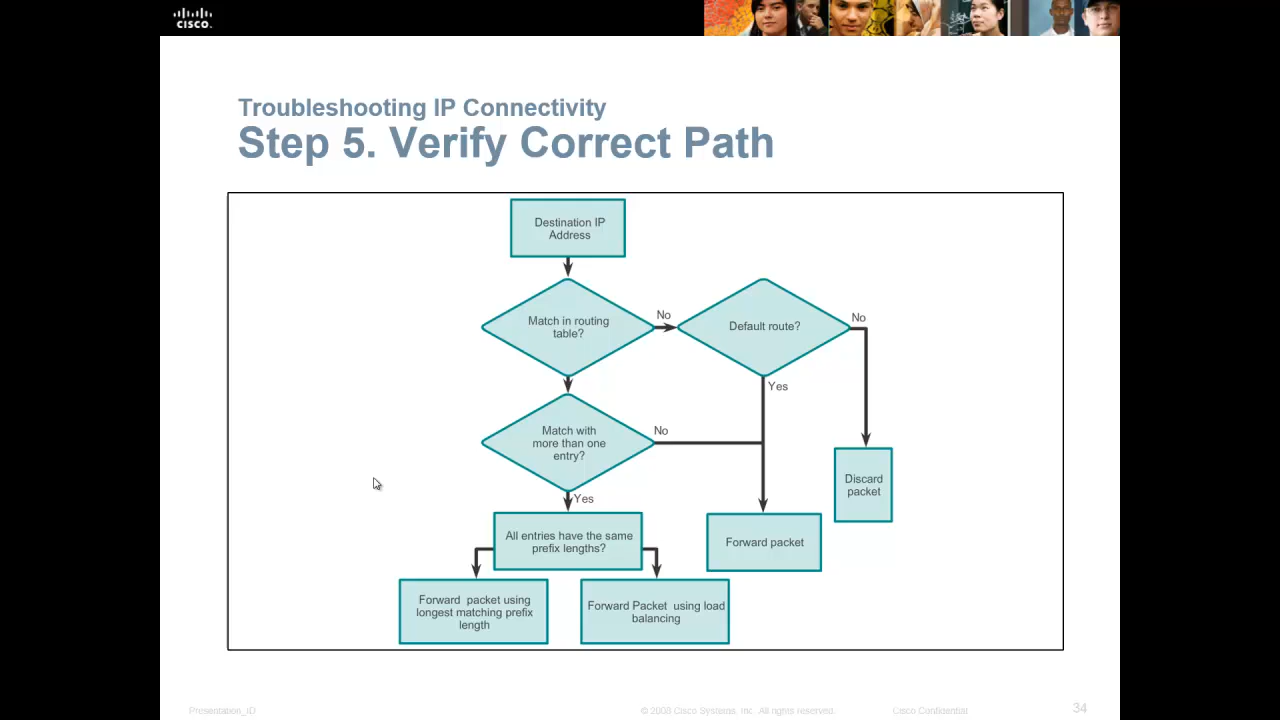 CISCO.
Troubleshooting IP Connectivity
Step 5. Verify Correct Path
Destination IP
Address
Match in routing
table?
No
Default route?
No
Yes
Match with
more than one
entry?
No
Yes
Discard
packet
All entries have the same
prefix lengths?
Forward packet
Forward packet using
longest matching prefix
length
Forward Packet using load
balancing
Presentation_ID
© 2008 Cisco Systems, Inc. All rights reserved.
Cisco Confidential
34